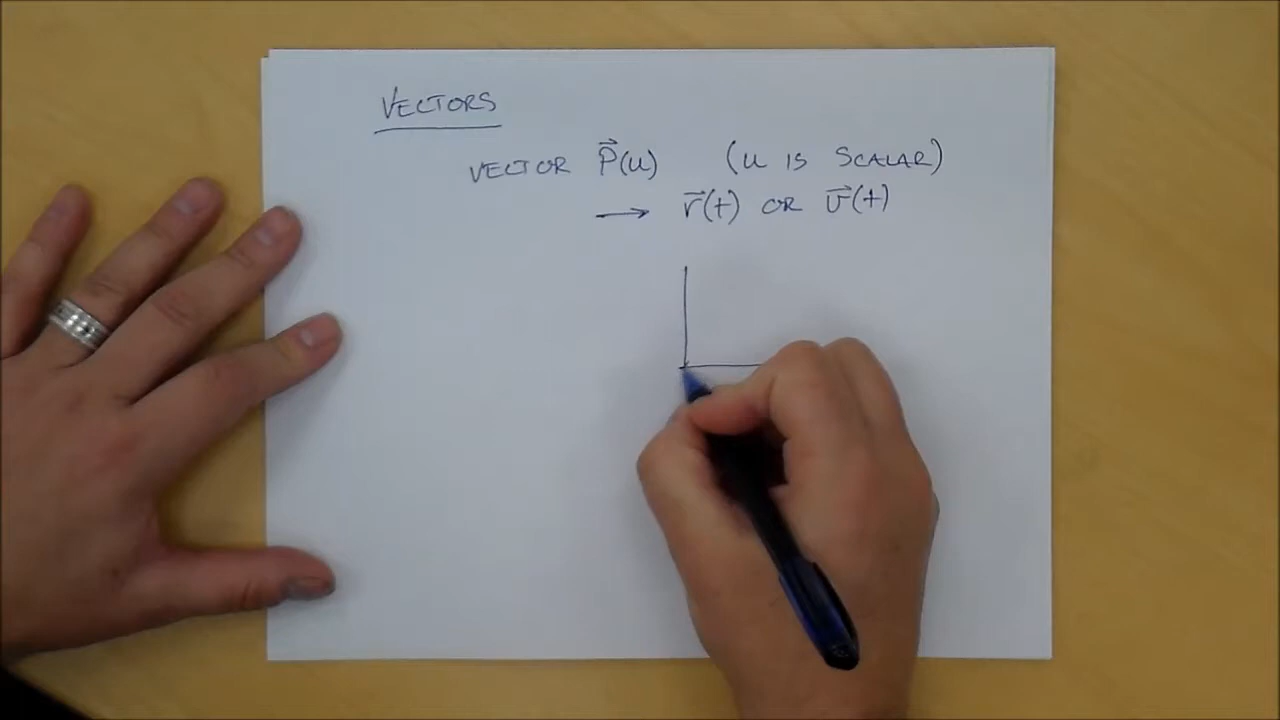 VECTORS
VECTOR P⃗(u) (u IS SCALAR)
→ r⃗(t) OR v⃗(t)